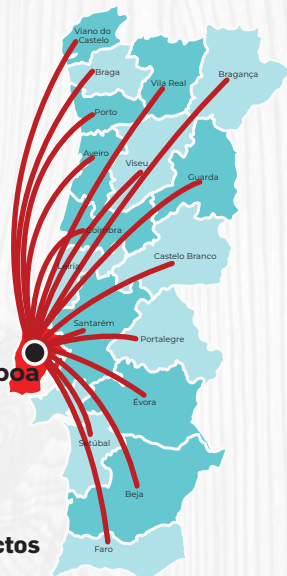 Viano do
Castelo
Braga
Bragança
Vila Real
Porto
Aveiro
Viseu
Guarda
Coimbra
Castelo Branco
Leiria
Santarém
Portalegre
boa
Évora
Setúbal
Beja
ctos
Faro